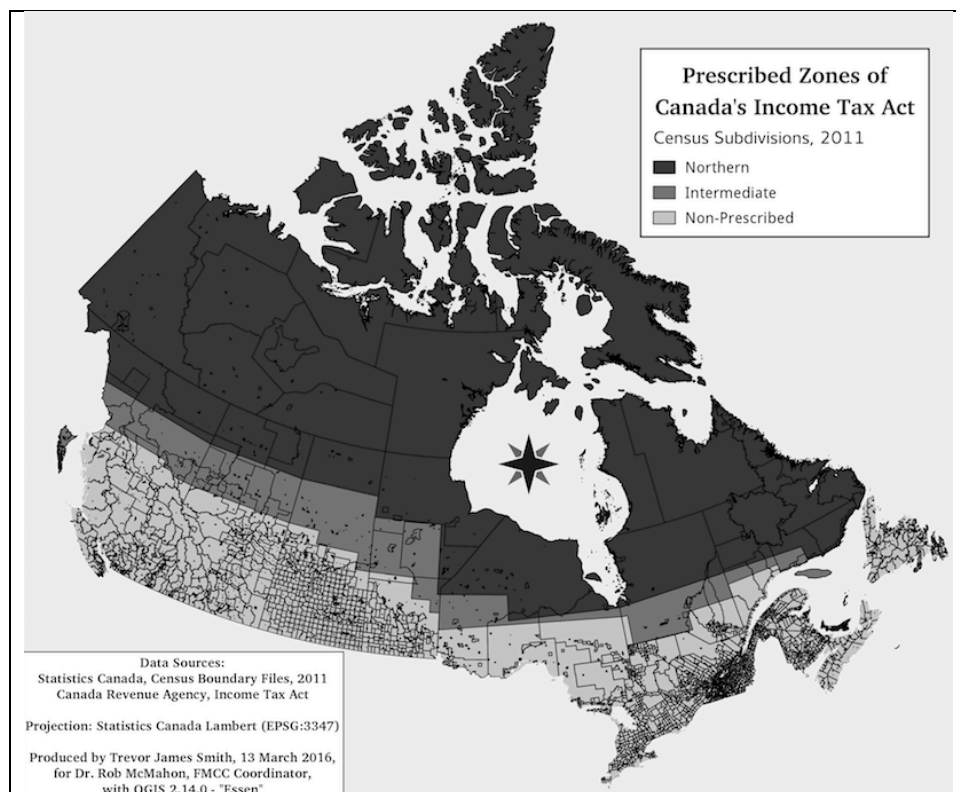 Prescribed Zones of
Canada's Income Tax Act
Census Subdivisions, 2011
Northern
Intermediate
Non-Prescribed
Data Sources:
Statistics Canada, Census Boundary Files, 2011
Canada Revenue Agency, Income Tax Act
Projection: Statistics Canada Lambert (EPSG:3347)
Produced by Trevor James Smith, 13 March 2016,
for Dr. Rob McMahon, FMCC Coordinator,
with QGIS 2.14.0 - "Essen"